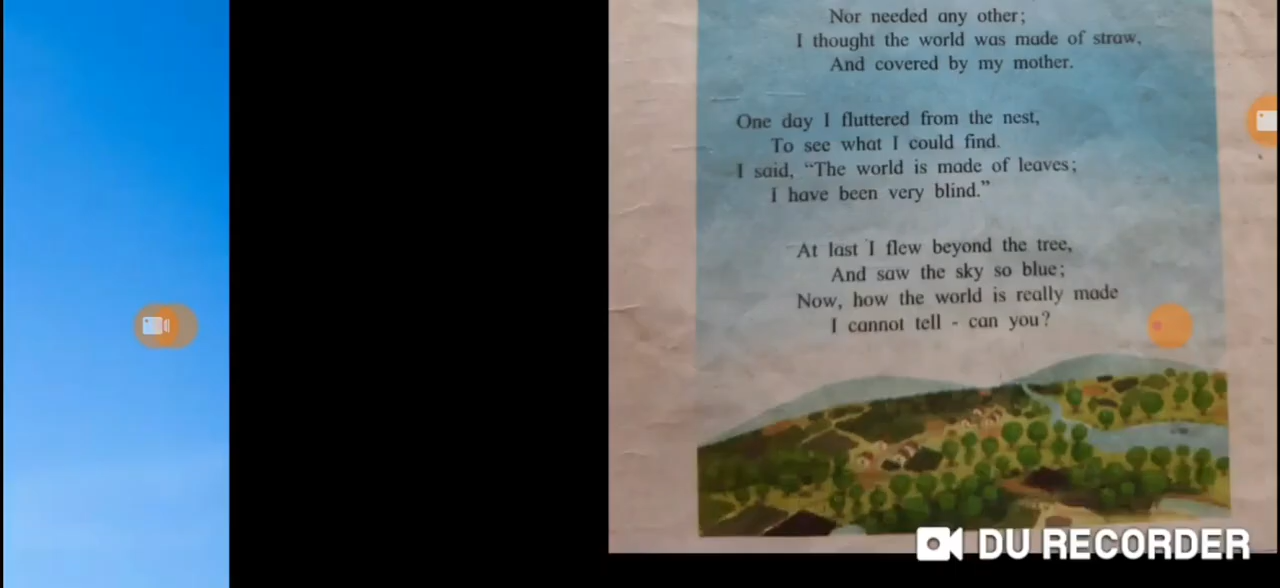 Nor needed any other;
I thought the world was made of straw,
And covered by my mother.
One day I fluttered from the nest,
To see what I could find.
I said, “The world is made of leaves;
I have been very blind.”
At last I flew beyond the tree,
And saw the sky so blue;
Now, how the world is really made
I cannot tell - can you?
DU RECORDER